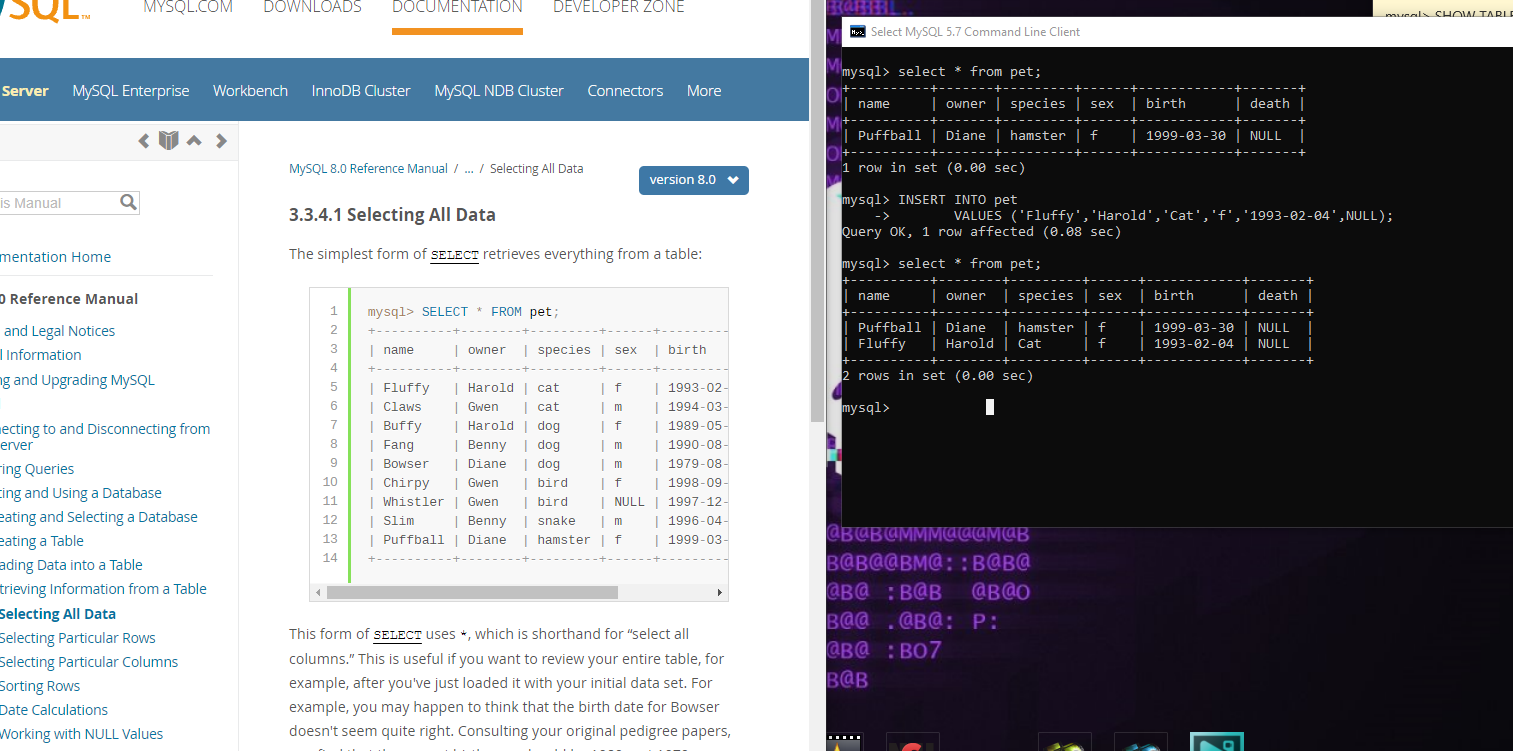 SQL™
MYSQL.COM DOWNLOADS DOCUMENTATION DEVELOPER ZONE
Server MySQL Enterprise Workbench InnoDB Cluster MySQL NDB Cluster Connectors More
is Manual
mentation Home
0 Reference Manual
and Legal Notices
l Information
ng and Upgrading MySQL
necting to and Disconnecting from
erver
ring Queries
ting and Using a Database
eating and Selecting a Database
eating a Table
ading Data into a Table
trieving Information from a Table
Selecting All Data
Selecting Particular Rows
Selecting Particular Columns
Sorting Rows
Date Calculations
Working with NULL Values
MySQL 8.0 Reference Manual / ... / Selecting All Data
version 8.0
3.3.4.1 Selecting All Data
The simplest form of SELECT retrieves everything from a table:
1 mysql> SELECT * FROM pet;
2 +----------+--------+---------+------+---------
3 | name | owner | species | sex | birth
4 +----------+--------+---------+------+---------
5 | Fluffy | Harold | cat | f | 1993-02-
6 | Claws | Gwen | cat | m | 1994-03-
7 | Buffy | Harold | dog | f | 1989-05-
8 | Fang | Benny | dog | m | 1990-08-
9 | Bowser | Diane | dog | m | 1979-08-
10 | Chirpy | Gwen | bird | f | 1998-09-
11 | Whistler | Gwen | bird | NULL | 1997-12-
12 | Slim | Benny | snake | m | 1996-04-
13 | Puffball | Diane | hamster | f | 1999-03-
14 +----------+--------+---------+------+---------
This form of SELECT uses *, which is shorthand for “select all
columns.” This is useful if you want to review your entire table, for
example, after you've just loaded it with your initial data set. For
example, you may happen to think that the birth date for Bowser
doesn't seem quite right. Consulting your original pedigree papers,
mysql> SHOW TABLE
Select MySQL 5.7 Command Line Client
mysql> select * from pet;
+----------+-------+---------+------+------------+-------+
| name | owner | species | sex | birth | death |
+----------+-------+---------+------+------------+-------+
| Puffball | Diane | hamster | f | 1999-03-30 | NULL |
+----------+-------+---------+------+------------+-------+
1 row in set (0.00 sec)
mysql> INSERT INTO pet
-> VALUES ('Fluffy','Harold','Cat','f','1993-02-04',NULL);
Query OK, 1 row affected (0.08 sec)
mysql> select * from pet;
+----------+--------+---------+------+------------+-------+
| name | owner | species | sex | birth | death |
+----------+--------+---------+------+------------+-------+
| Puffball | Diane | hamster | f | 1999-03-30 | NULL |
| Fluffy | Harold | Cat | f | 1993-02-04 | NULL |
+----------+--------+---------+------+------------+-------+
2 rows in set (0.00 sec)
mysql>
@B@B@MMM@@@M@B
B@B@@BM@::B@B@
@B@ :B@B @B@O
B@@ .@B@: P:
@B@ :BO7
B@B